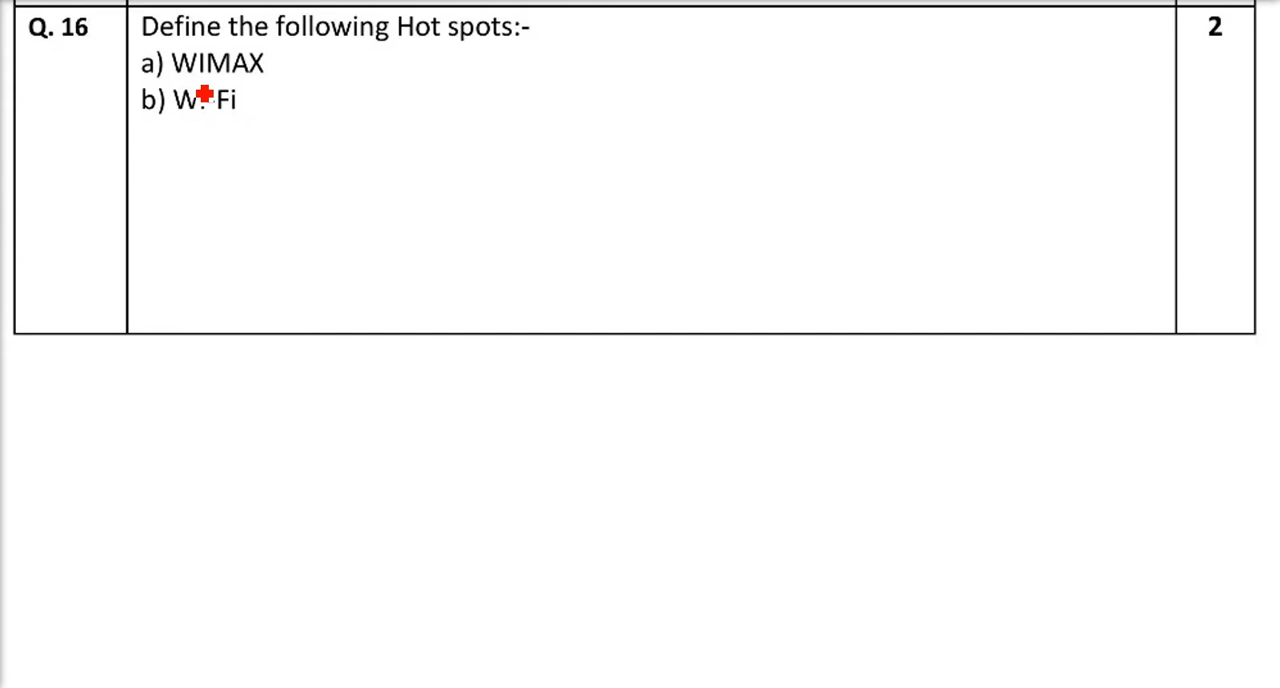 Q. 16 Define the following Hot spots:- 2
a) WIMAX
b) Fi